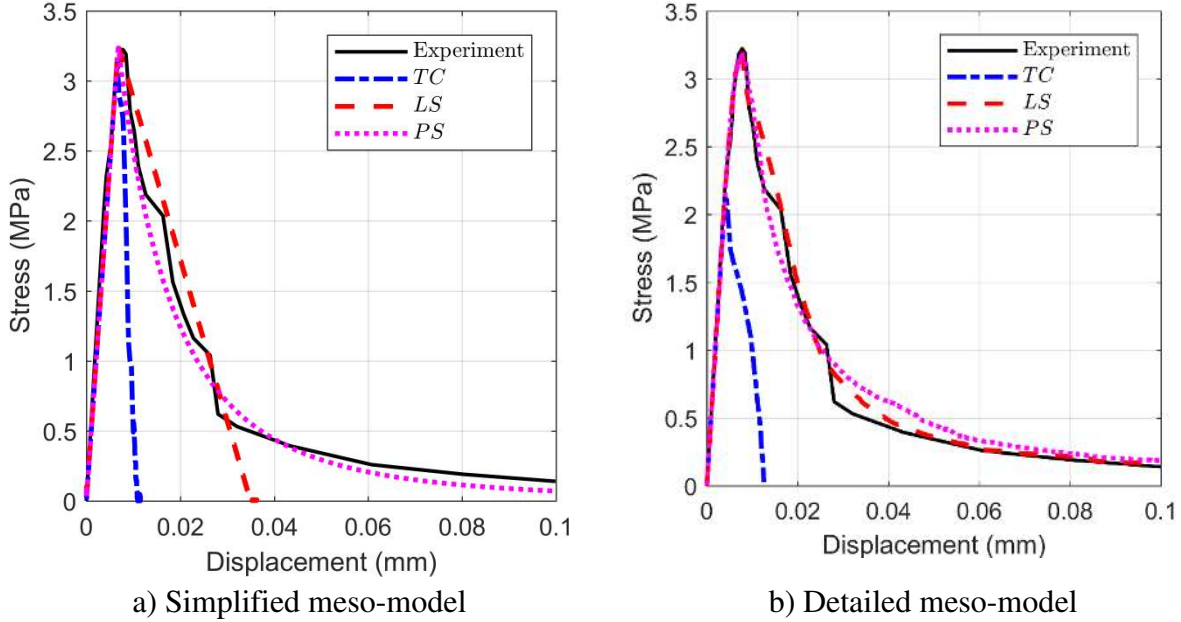 3.5
3
2.5
2
1.5
1
0.5
0
Stress (MPa)
Experiment
TC
LS
PS
0 0.02 0.04 0.06 0.08 0.1
Displacement (mm)
a) Simplified meso-model
3.5
3
2.5
2
1.5
1
0.5
0
Stress (MPa)
Experiment
TC
LS
PS
0 0.02 0.04 0.06 0.08 0.1
Displacement (mm)
b) Detailed meso-model